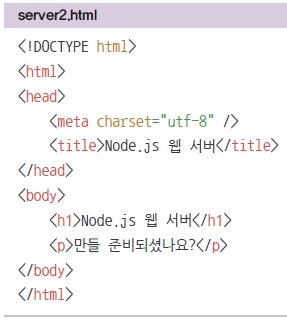 server2.html
<!DOCTYPE html>
<html>
<head>
    <meta charset="utf-8" />
    <title>Node.js 웹 서버</title>
</head>
<body>
    <h1>Node.js 웹 서버</h1>
    <p>만들 준비되셨나요?</p>
</body>
</html>